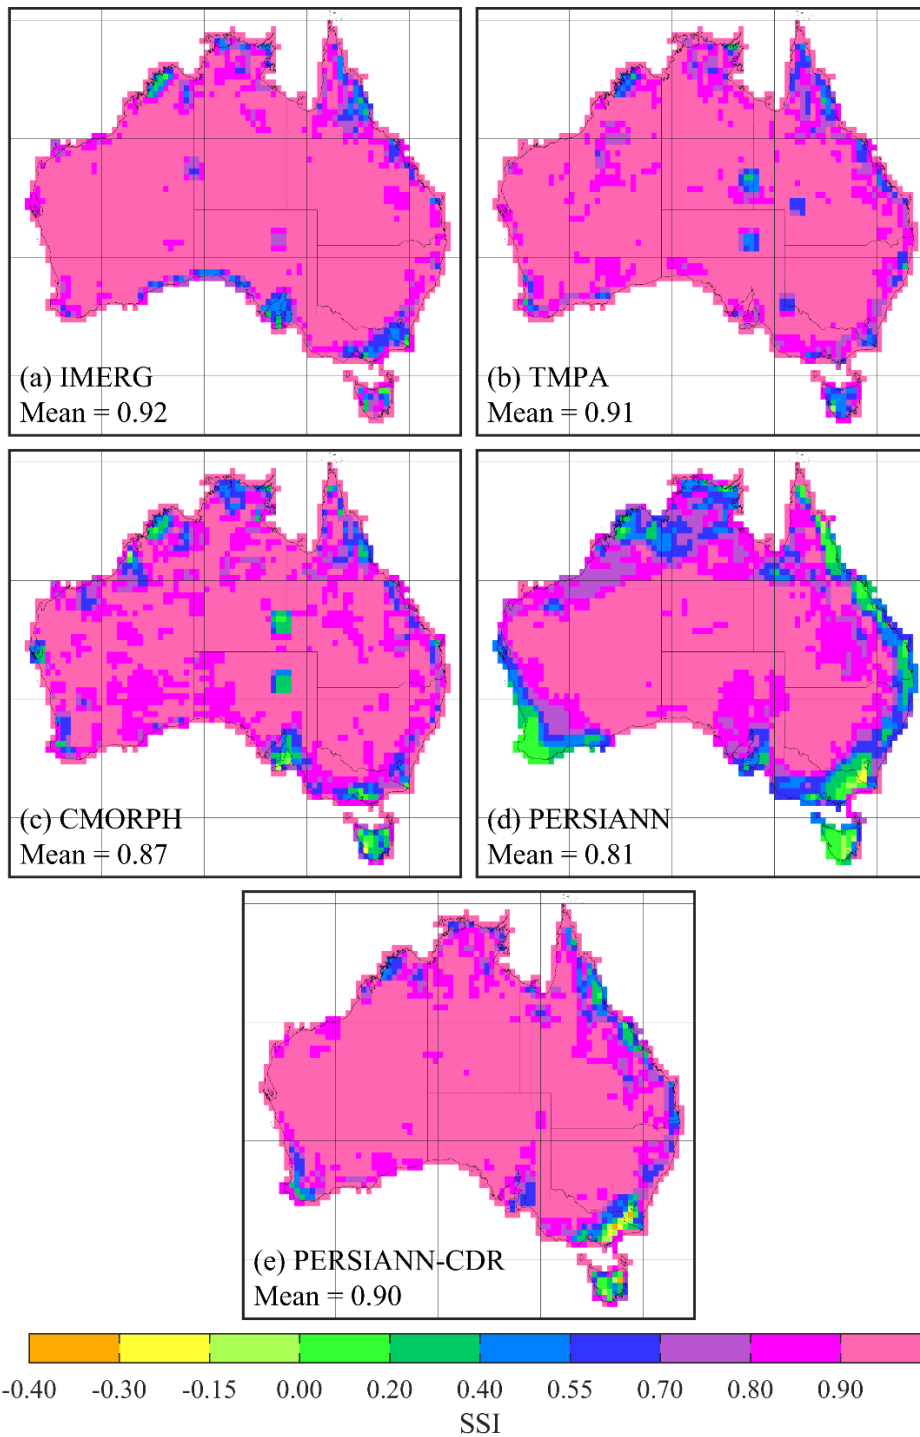 (a) IMERG
Mean = 0.92
(b) TMPA
Mean = 0.91
(c) CMORPH
Mean = 0.87
(d) PERSIANN
Mean = 0.81
(e) PERSIANN-CDR
Mean = 0.90
-0.40 -0.30 -0.15 0.00 0.20 0.40 0.55 0.70 0.80 0.90
SSI